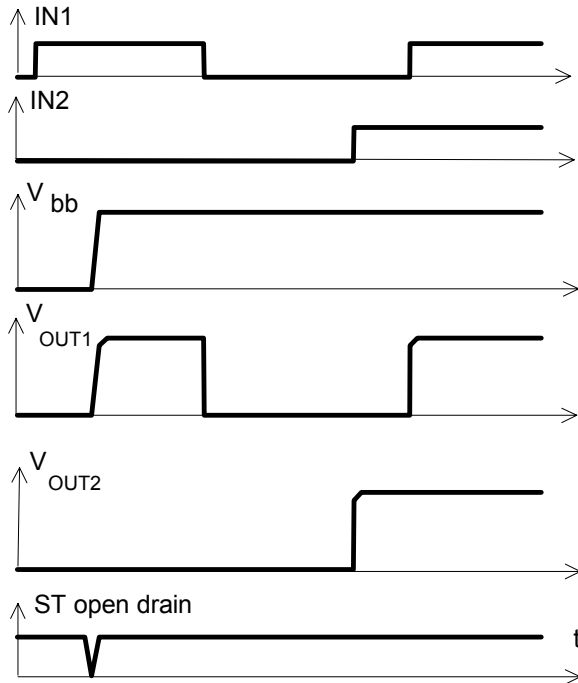 IN1
IN2
V bb
V OUT1
V OUT2
ST open drain
t